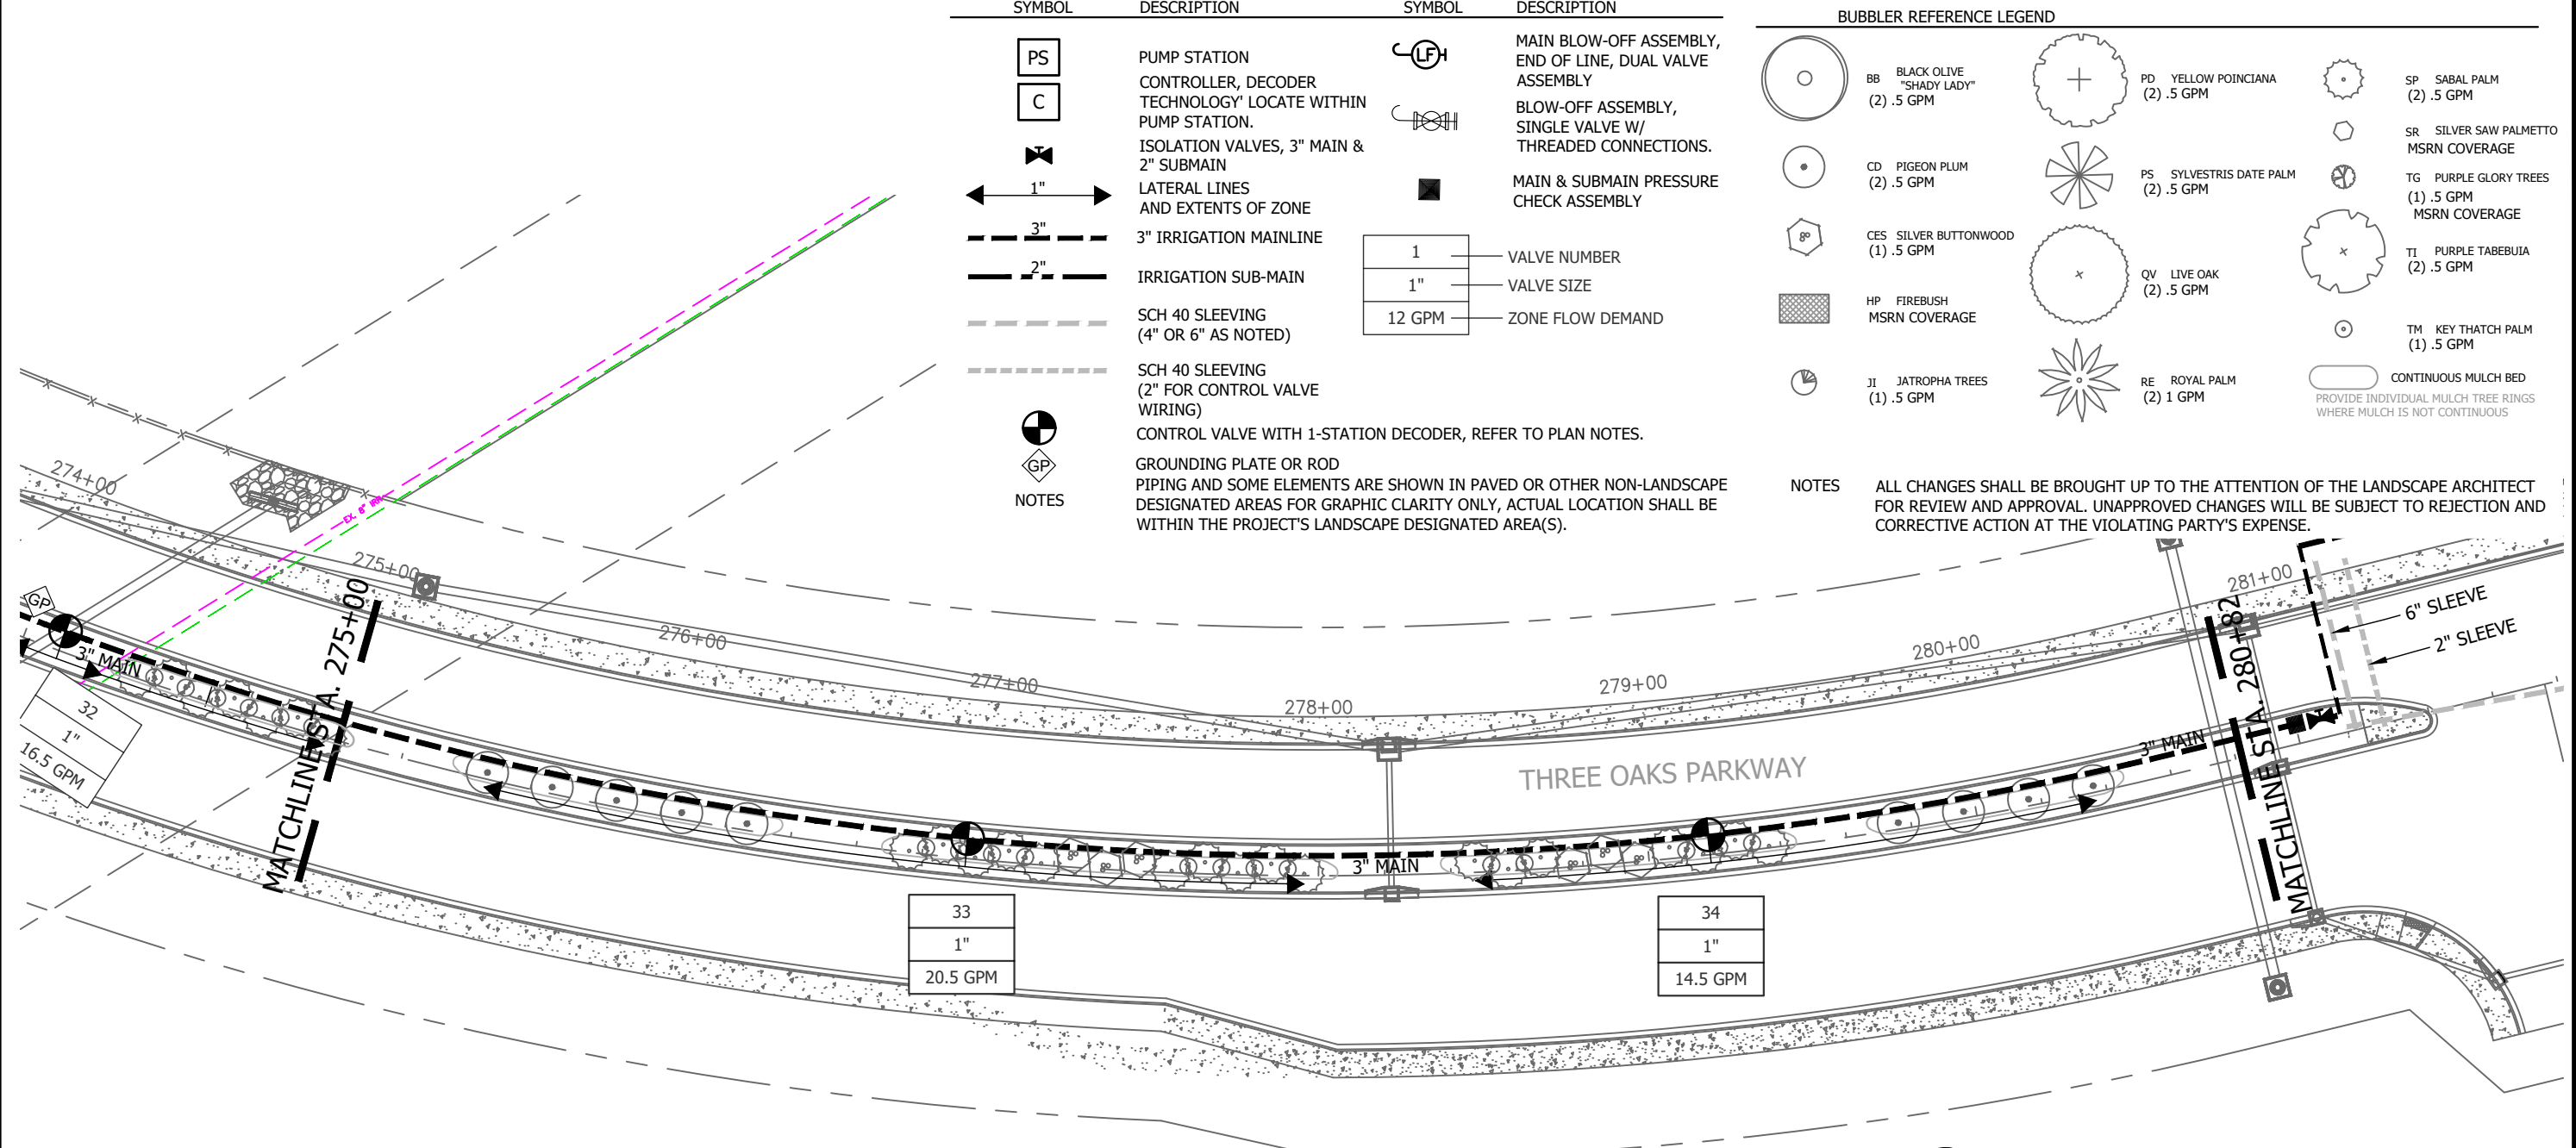 SYMBOL DESCRIPTION SYMBOL DESCRIPTION
PS PUMP STATION
C CONTROLLER, DECODER
TECHNOLOGY' LOCATE WITHIN
PUMP STATION.
ISOLATION VALVES, 3" MAIN &
2" SUBMAIN
1" LATERAL LINES
AND EXTENTS OF ZONE
3" 3" IRRIGATION MAINLINE
2" IRRIGATION SUB-MAIN
SCH 40 SLEEVING
(4" OR 6" AS NOTED)
SCH 40 SLEEVING
(2" FOR CONTROL VALVE
WIRING)
CONTROL VALVE WITH 1-STATION DECODER, REFER TO PLAN NOTES.
GP GROUNDING PLATE OR ROD
NOTES
PIPING AND SOME ELEMENTS ARE SHOWN IN PAVED OR OTHER NON-LANDSCAPE
DESIGNATED AREAS FOR GRAPHIC CLARITY ONLY, ACTUAL LOCATION SHALL BE
WITHIN THE PROJECT'S LANDSCAPE DESIGNATED AREA(S).
LF MAIN BLOW-OFF ASSEMBLY,
END OF LINE, DUAL VALVE
ASSEMBLY
BLOW-OFF ASSEMBLY,
SINGLE VALVE W/
THREADED CONNECTIONS.
MAIN & SUBMAIN PRESSURE
CHECK ASSEMBLY
1 VALVE NUMBER
1" VALVE SIZE
12 GPM ZONE FLOW DEMAND
BUBBLER REFERENCE LEGEND
BB BLACK OLIVE
"SHADY LADY"
(2) .5 GPM
CD PIGEON PLUM
(2) .5 GPM
CES SILVER BUTTONWOOD
(1) .5 GPM
HP FIREBUSH
MSRN COVERAGE
JI JATROPHA TREES
(1) .5 GPM
PD YELLOW POINCIANA
(2) .5 GPM
PS SYLVESTRIS DATE PALM
(2) .5 GPM
QV LIVE OAK
(2) .5 GPM
RE ROYAL PALM
(2) 1 GPM
SP SABAL PALM
(2) .5 GPM
SR SILVER SAW PALMETTO
MSRN COVERAGE
TG PURPLE GLORY TREES
(1) .5 GPM
MSRN COVERAGE
TI PURPLE TABEBUIA
(2) .5 GPM
TM KEY THATCH PALM
(1) .5 GPM
CONTINUOUS MULCH BED
PROVIDE INDIVIDUAL MULCH TREE RINGS
WHERE MULCH IS NOT CONTINUOUS
NOTES
ALL CHANGES SHALL BE BROUGHT UP TO THE ATTENTION OF THE LANDSCAPE ARCHITECT
FOR REVIEW AND APPROVAL. UNAPPROVED CHANGES WILL BE SUBJECT TO REJECTION AND
CORRECTIVE ACTION AT THE VIOLATING PARTY'S EXPENSE.
274+00
EX. 8" IRR
275+00
276+00
277+00
278+00
279+00
280+00
281+00
GP
3" MAIN
32
1"
16.5 GPM
MATCHLINE STA. 275+00
3" MAIN
THREE OAKS PARKWAY
3" MAIN
MATCHLINE STA. 280+82
6" SLEEVE
2" SLEEVE
33
1"
20.5 GPM
34
1"
14.5 GPM